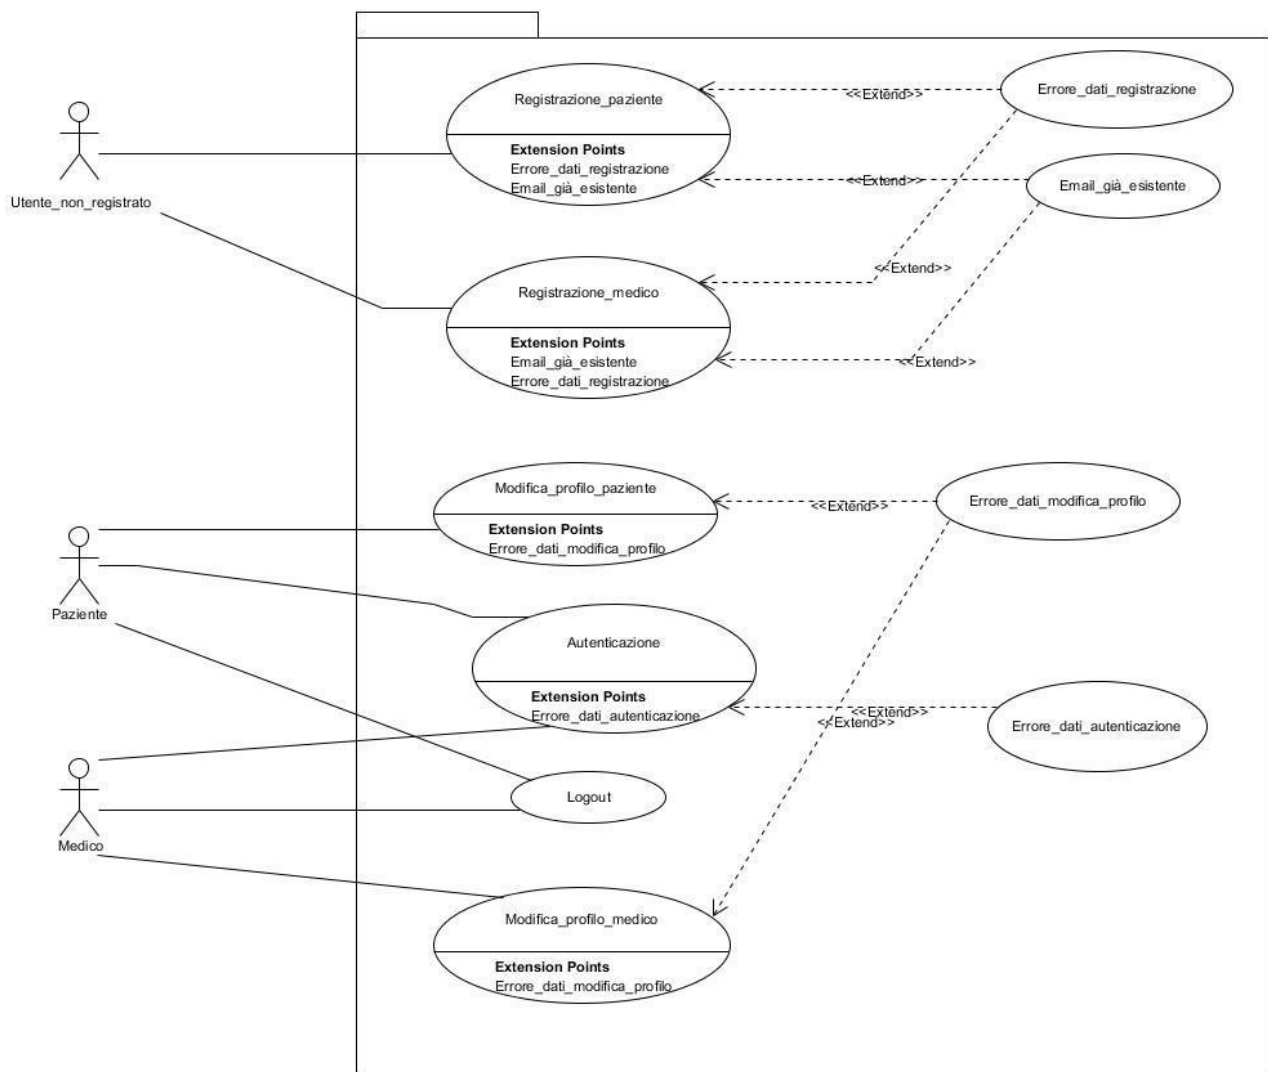 Registrazione_paziente
Extension Points
Errore_dati_registrazione
Email_già_esistente
<<Extend>>
Errore_dati_registrazione
<<Extend>>
Email_già_esistente
Utente_non_registrato
Registrazione_medico
Extension Points
Email_già_esistente
Errore_dati_registrazione
<<Extend>>
<<Extend>>
Modifica_profilo_paziente
Extension Points
Errore_dati_modifica_profilo
<<Extend>>
Errore_dati_modifica_profilo
Paziente
Autenticazione
Extension Points
Errore_dati_autenticazione
<<Extend>>
<<Extend>>
Errore_dati_autenticazione
Logout
Medico
Modifica_profilo_medico
Extension Points
Errore_dati_modifica_profilo